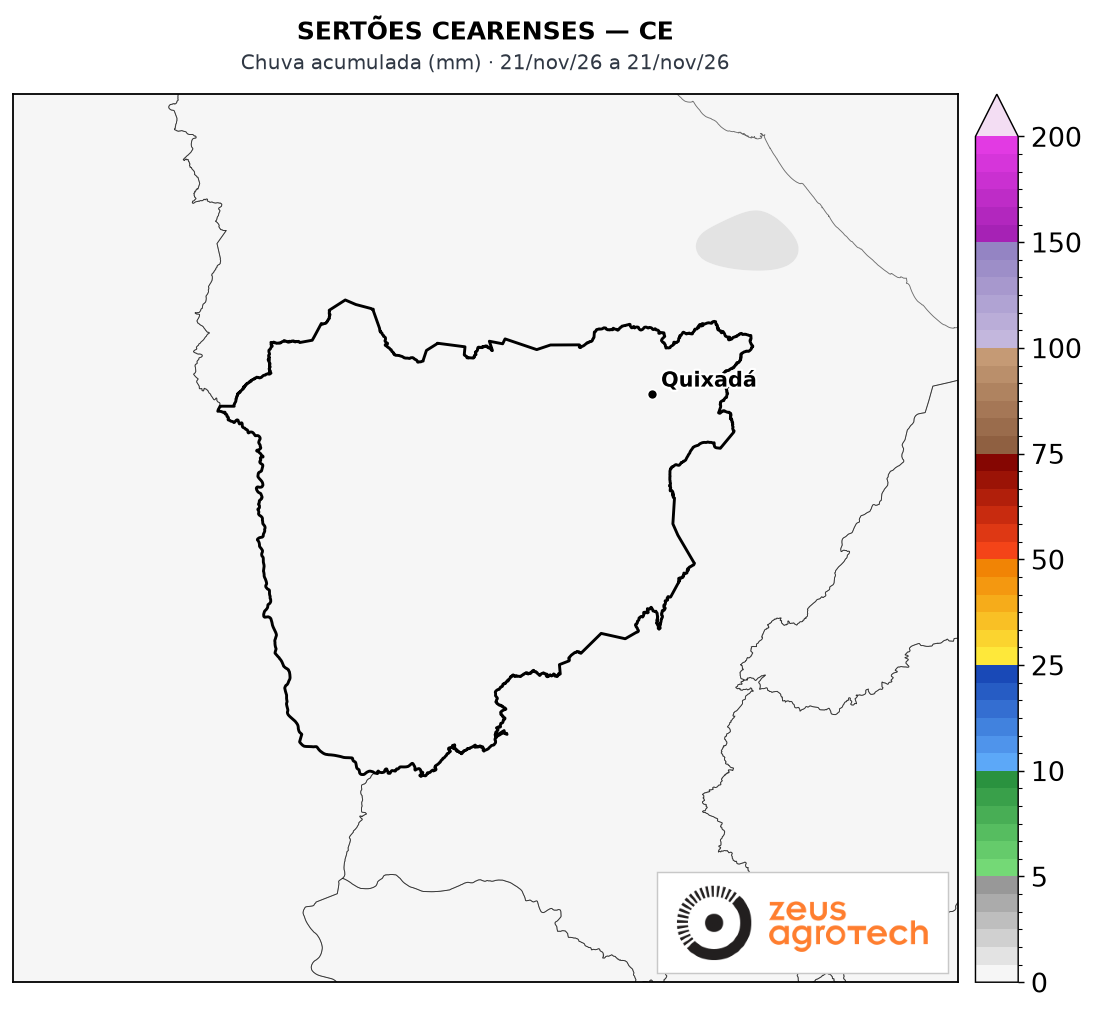 SERTÕES CEARENSES — CE
Chuva acumulada (mm) · 21/nov/26 a 21/nov/26
200
150
100
75
50
25
10
5
0
Quixadá
zeus
agrotech